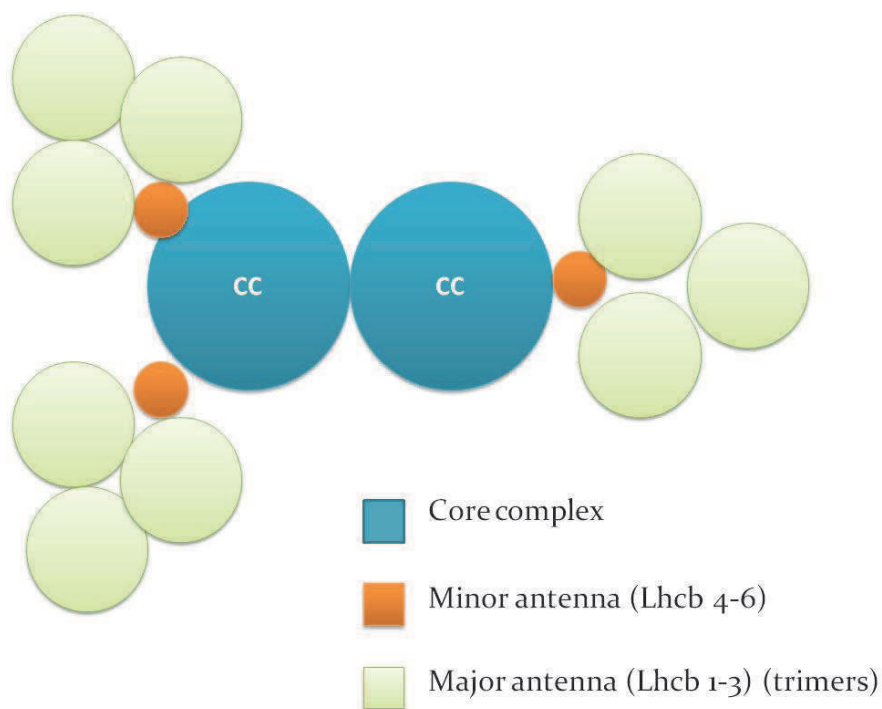 CC CC
Core complex
Minor antenna (Lhcb 4-6)
Major antenna (Lhcb 1-3) (trimers)